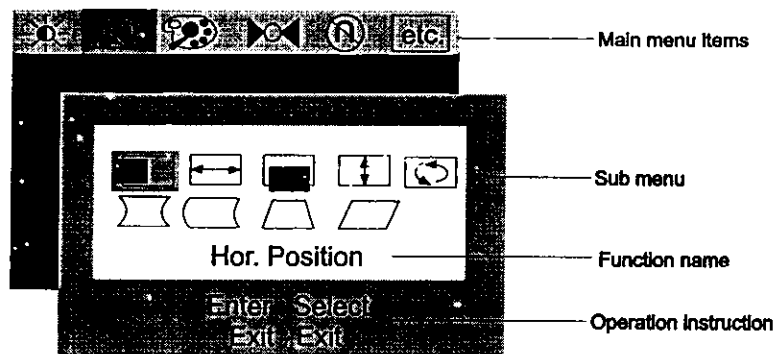 etc.
Main menu items
Sub menu
Hor. Position
Function name
Enter : Select
Exit : Exit
Operation instruction